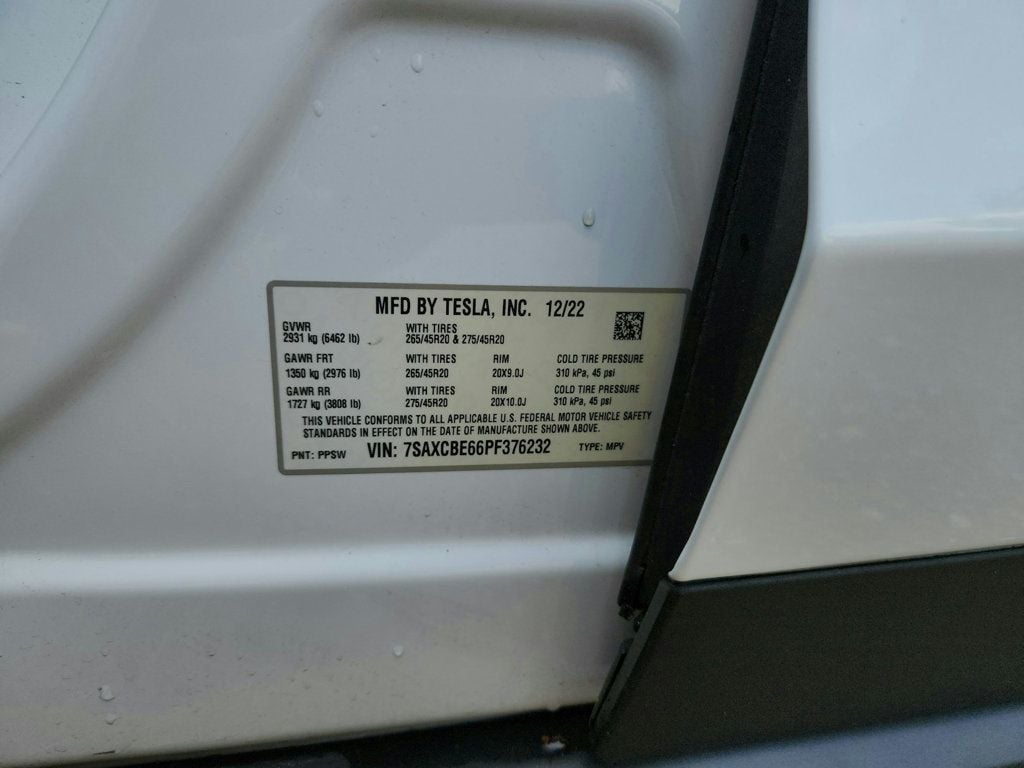 MFD BY TESLA, INC. 12/22
GVWR WITH TIRES
2931 kg (6462 lb) 265/45R20 & 275/45R20
GAWR FRT WITH TIRES RIM COLD TIRE PRESSURE
1350 kg (2976 lb) 265/45R20 20X9.0J 310 kPa, 45 psi
GAWR RR WITH TIRES RIM COLD TIRE PRESSURE
1727 kg (3808 lb) 275/45R20 20X10.0J 310 kPa, 45 psi
THIS VEHICLE CONFORMS TO ALL APPLICABLE U.S. FEDERAL MOTOR VEHICLE SAFETY
STANDARDS IN EFFECT ON THE DATE OF MANUFACTURE SHOWN ABOVE.
PNT: PPSW VIN: 7SAXCBE66PF376232 TYPE: MPV